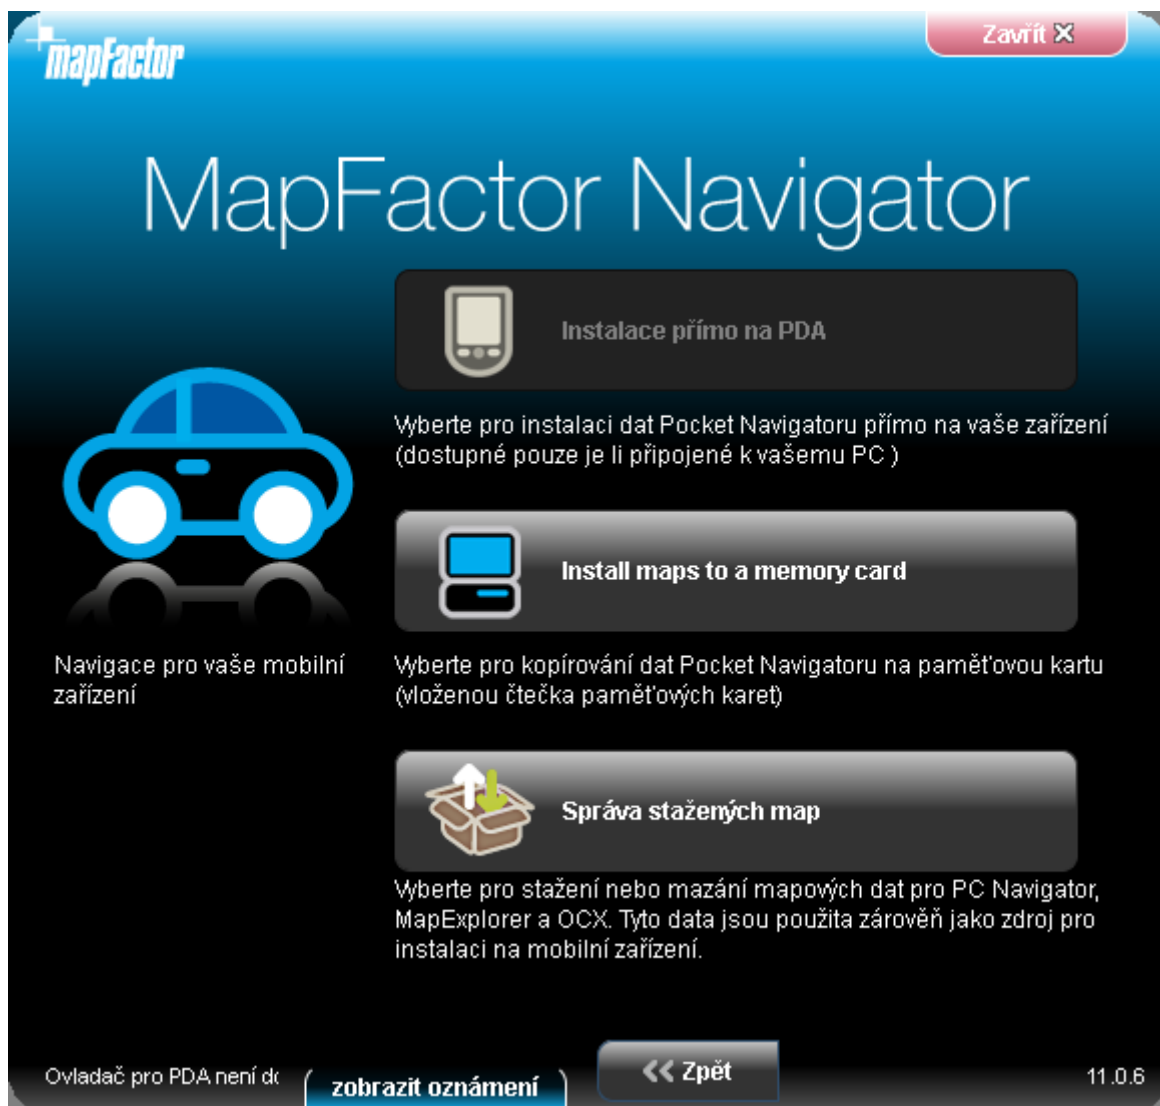 mapFactor
Zavřít
MapFactor Navigator
Instalace přímo na PDA
Vyberte pro instalaci dat Pocket Navigatoru přímo na vaše zařízení
(dostupné pouze je li připojené k vašemu PC )
Install maps to a memory card
Navigace pro vaše mobilní
zařízení
Vyberte pro kopírování dat Pocket Navigatoru na paměťovou kartu
(vloženou čtečka paměťových karet)
Správa stažených map
Vyberte pro stažení nebo mazání mapových dat pro PC Navigator,
MapExplorer a OCX. Tyto data jsou použita zárověň jako zdroj pro
instalaci na mobilní zařízení.
Ovladač pro PDA není
zobrazit oznámení
Zpět
11.0.6